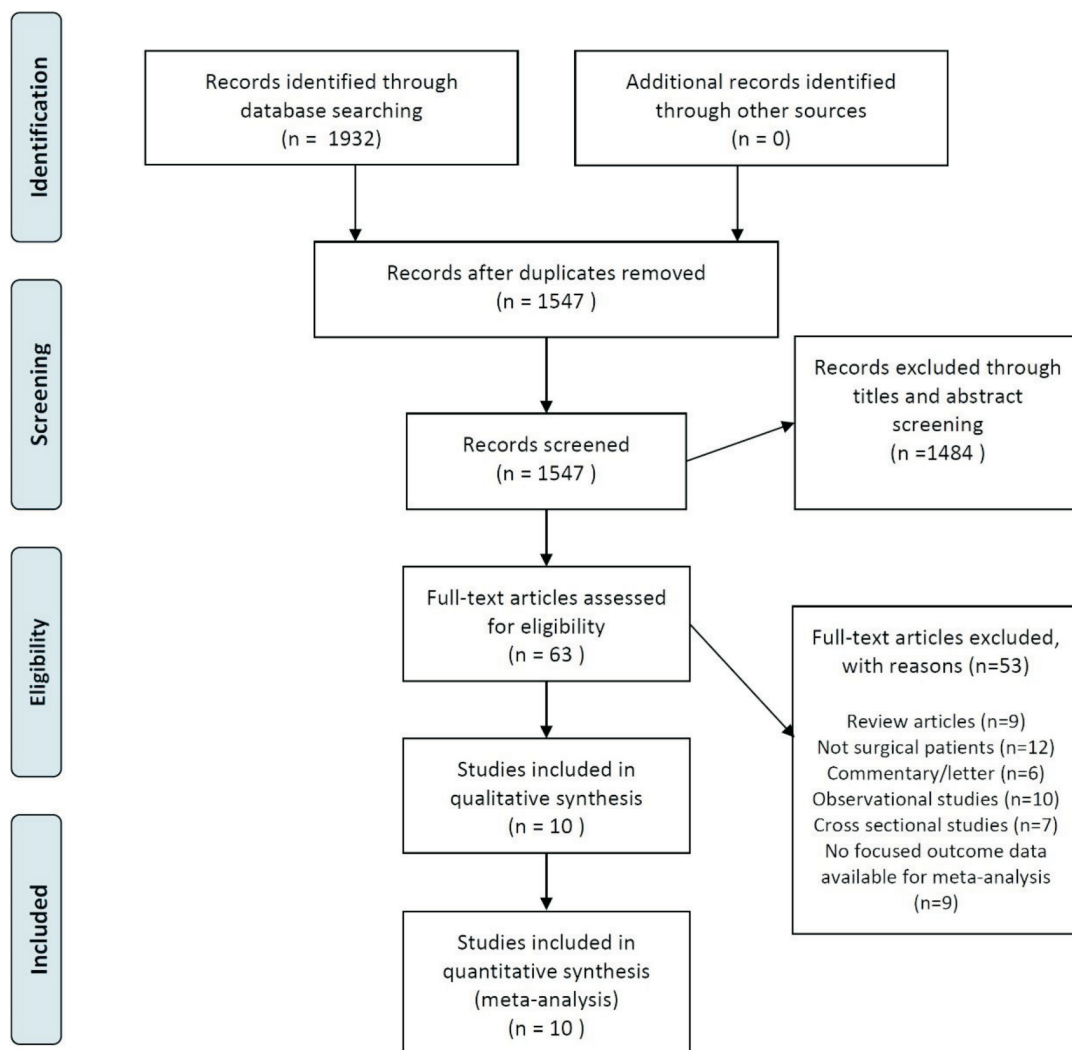 Identification
Records identified through
database searching
(n =  1932)
Additional records identified
through other sources
(n = 0)
Records after duplicates removed
(n = 1547 )
Screening
Records screened
(n = 1547 )
Records excluded through
titles and abstract
screening
(n =1484 )
Eligibility
Full-text articles assessed
for eligibility
(n = 63 )
Full-text articles excluded,
with reasons (n=53)
Review articles (n=9)
Not surgical patients (n=12)
Commentary/letter (n=6)
Observational studies (n=10)
Cross sectional studies (n=7)
No focused outcome data
available for meta-analysis
(n=9)
Studies included in
qualitative synthesis
(n = 10 )
Included
Studies included in
quantitative synthesis
(meta-analysis)
(n = 10 )